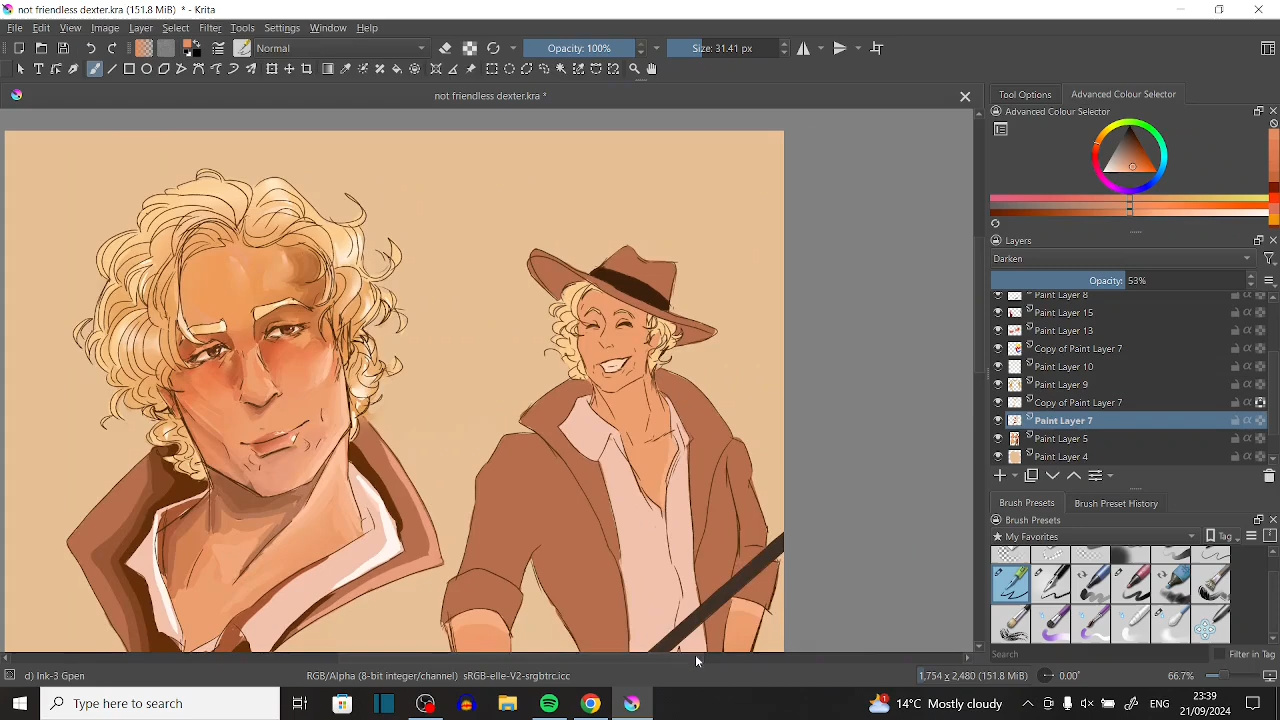 not friendless dexter.kra (151.8 MiB) * - Krita
File Edit View Image Layer Select Filter Tools Settings Window Help
Normal Opacity: 100% Size: 31.41 px
not friendless dexter.kra *
Tool Options Advanced Colour Selector
Advanced Colour Selector
Layers
Darken
Opacity: 53%
Paint Layer 8
Paint Layer 15
Paint Layer 13
Copy of Paint Layer 7
Paint Layer 10
Paint Layer 9
Copy of Paint Layer 7
Paint Layer 7
Paint Layer 5
Paint Layer 4
Brush Presets Brush Preset History
Brush Presets
My Favorites Tag
Search Filter in Tag
d) Ink-3 Gpen RGB/Alpha (8-bit integer/channel) sRGB-elle-V2-srgbtrc.icc 1,754 x 2,480 (151.8 MiB) 0.00° 66.7%
Type here to search 1 14°C Mostly cloudy ENG 23:39
21/09/2024